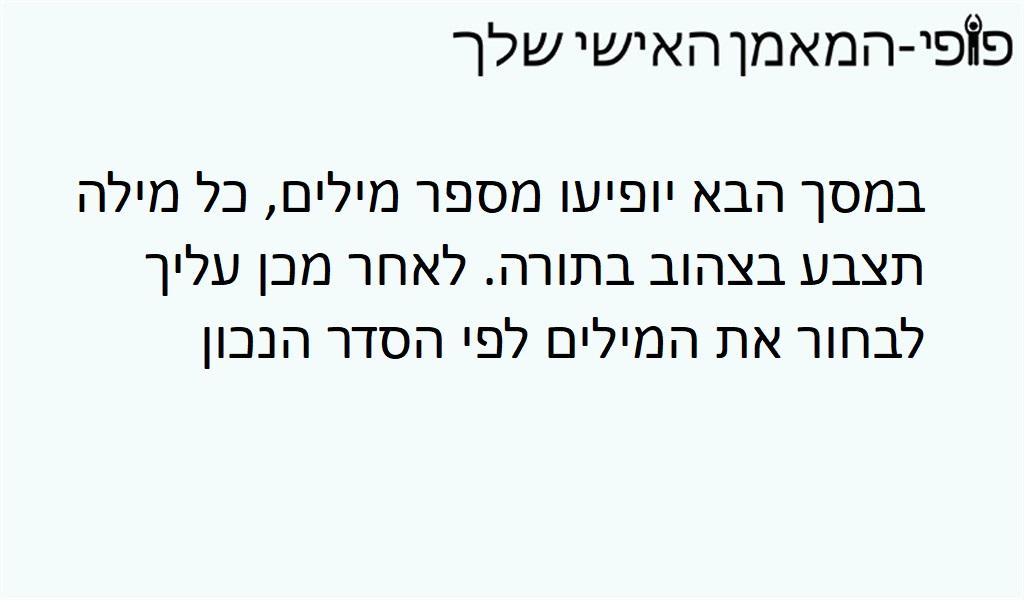 פופי-המאמן האישי שלך
במסך הבא יופיעו מספר מילים, כל מילה
תצבע בצהוב בתורה. לאחר מכן עליך
לבחור את המילים לפי הסדר הנכון